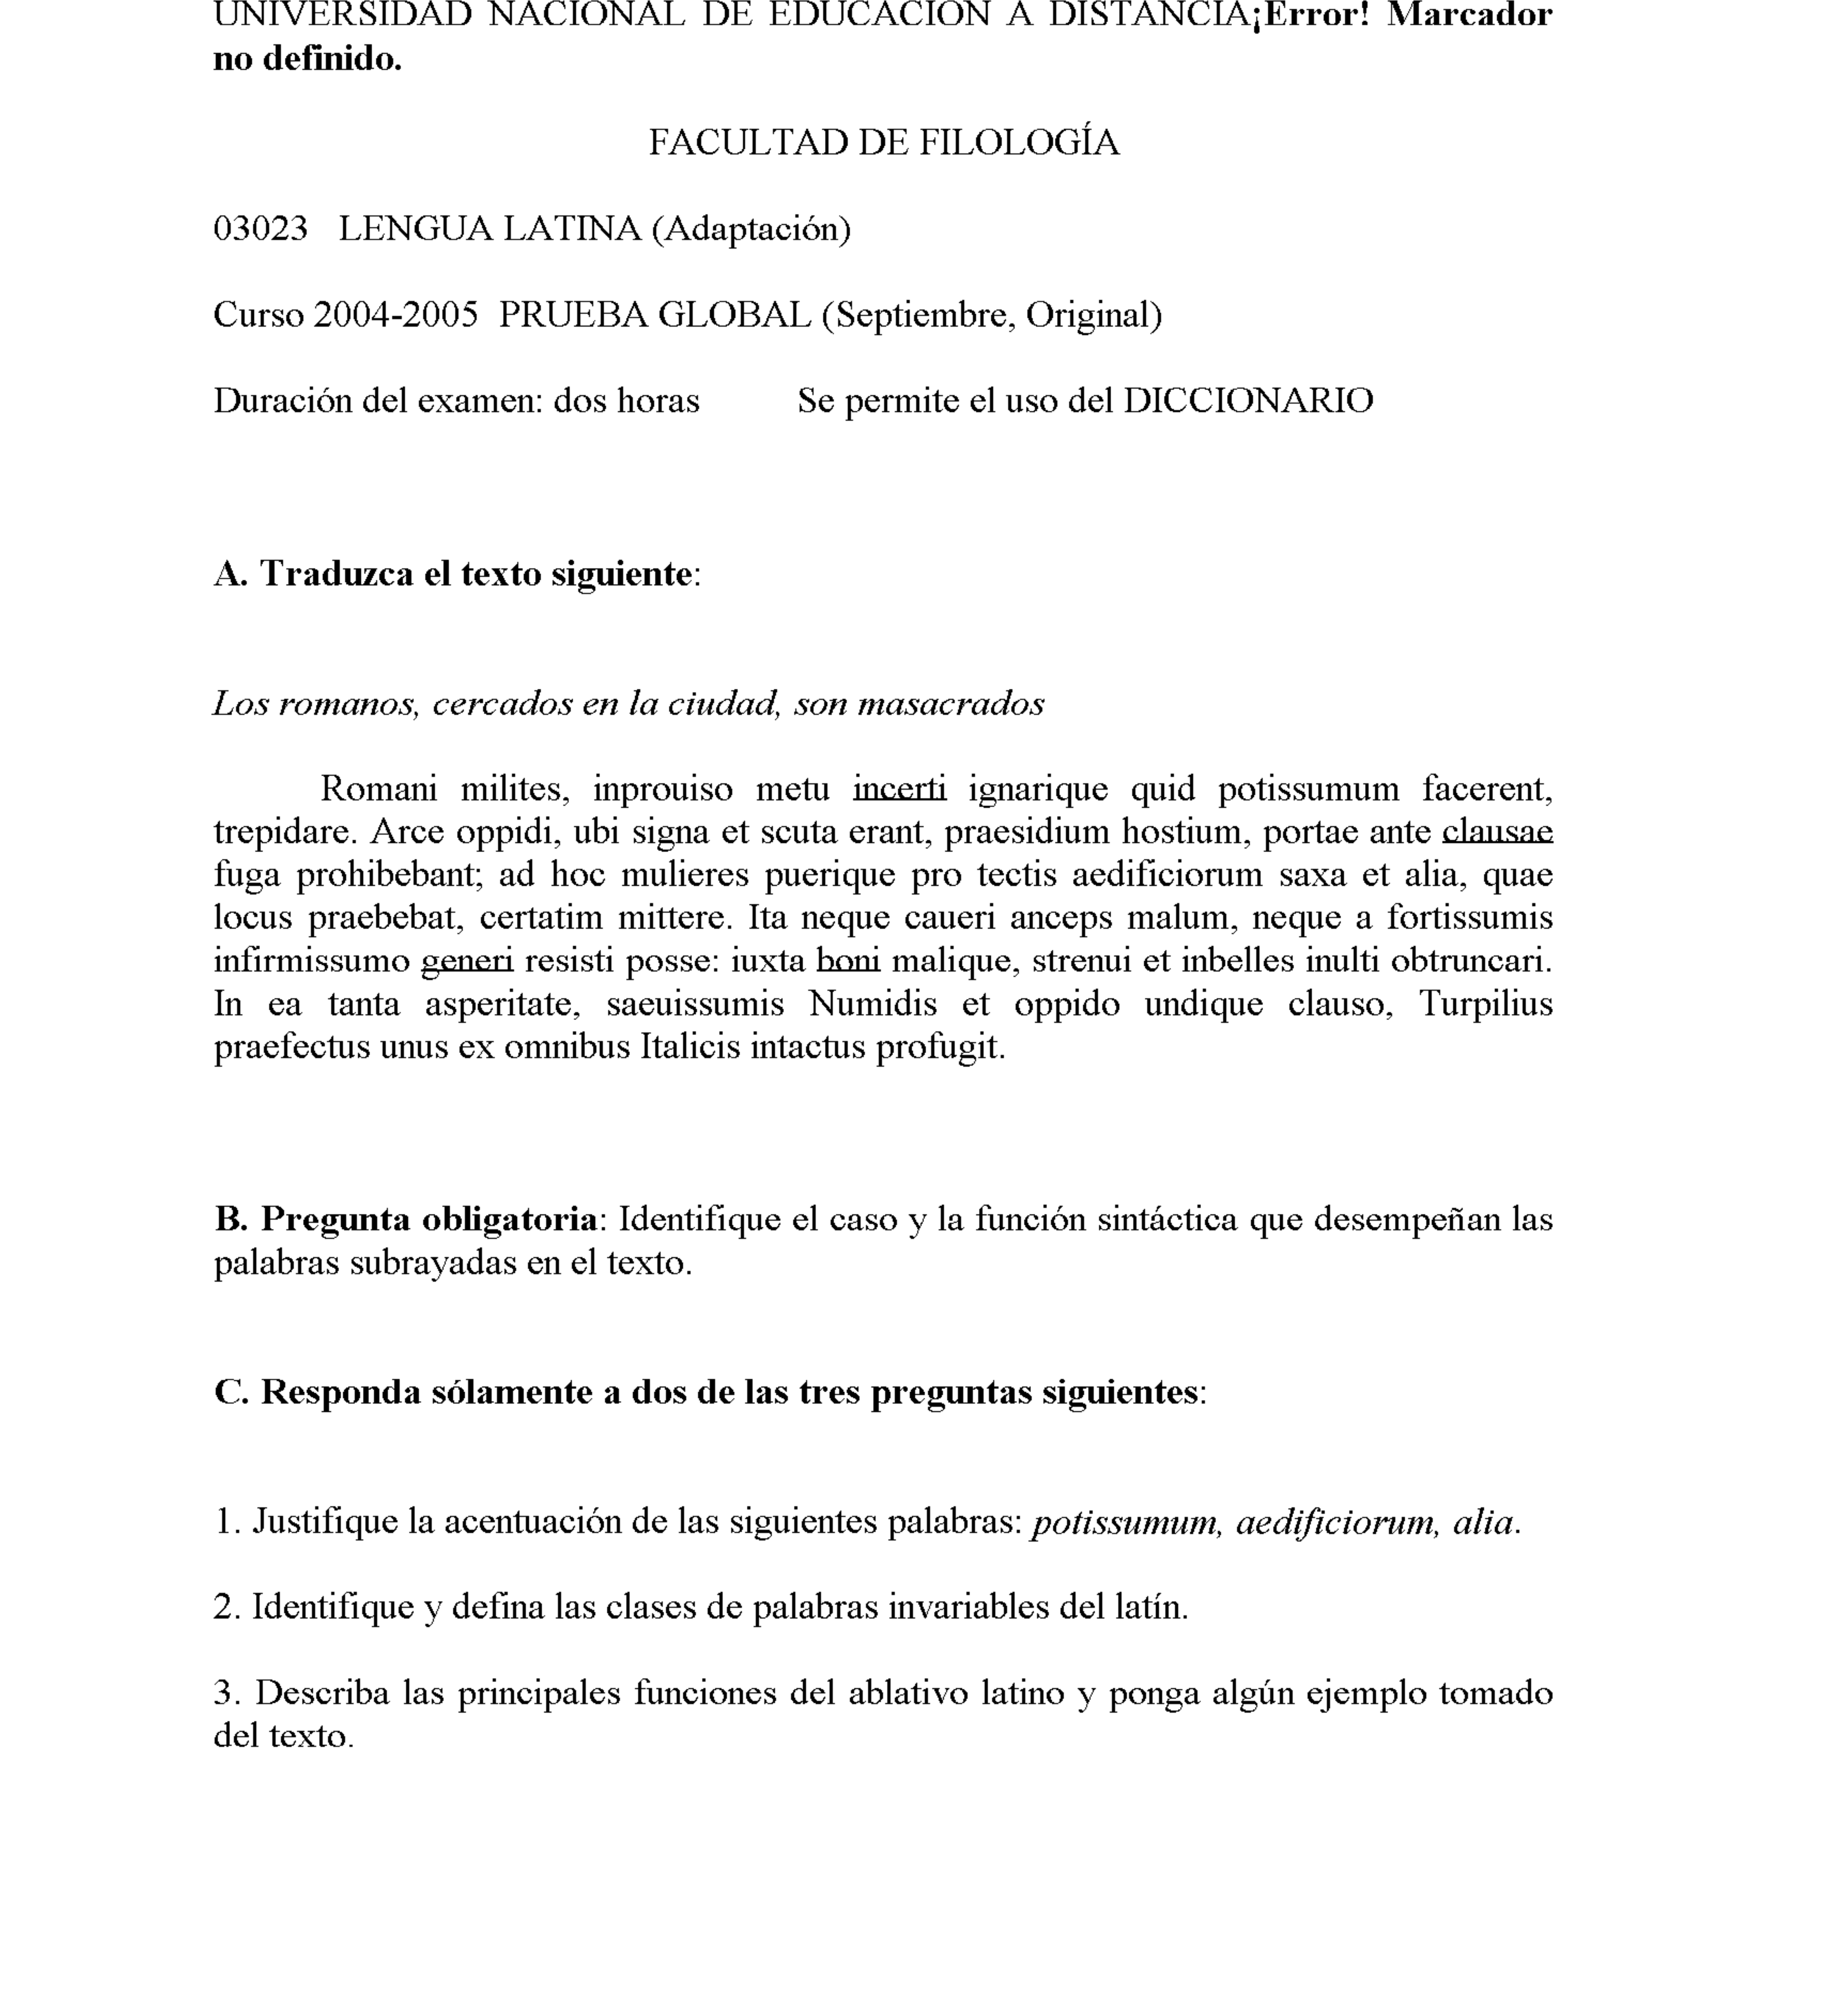 UNIVERSIDAD NACIONAL DE EDUCACIÓN A DISTANCIA¡Error! Marcador
no definido.
FACULTAD DE FILOLOGÍA
03023 LENGUA LATINA (Adaptación)
Curso 2004-2005 PRUEBA GLOBAL (Septiembre, Original)
Duración del examen: dos horas Se permite el uso del DICCIONARIO
A. Traduzca el texto siguiente:
Los romanos, cercados en la ciudad, son masacrados
Romani milites, inprouiso metu incerti ignarique quid potissumum facerent,
trepidare. Arce oppidi, ubi signa et scuta erant, praesidium hostium, portae ante clausae
fuga prohibebant; ad hoc mulieres puerique pro tectis aedificiorum saxa et alia, quae
locus praebebat, certatim mittere. Ita neque caueri anceps malum, neque a fortissumis
infirmissumo generi resisti posse: iuxta boni malique, strenui et inbelles inulti obtruncari.
In ea tanta asperitate, saeuissumis Numidis et oppido undique clauso, Turpilius
praefectus unus ex omnibus Italicis intactus profugit.
B. Pregunta obligatoria: Identifique el caso y la función sintáctica que desempeñan las
palabras subrayadas en el texto.
C. Responda sólamente a dos de las tres preguntas siguientes:
1. Justifique la acentuación de las siguientes palabras: potissumum, aedificiorum, alia.
2. Identifique y defina las clases de palabras invariables del latín.
3. Describa las principales funciones del ablativo latino y ponga algún ejemplo tomado
del texto.